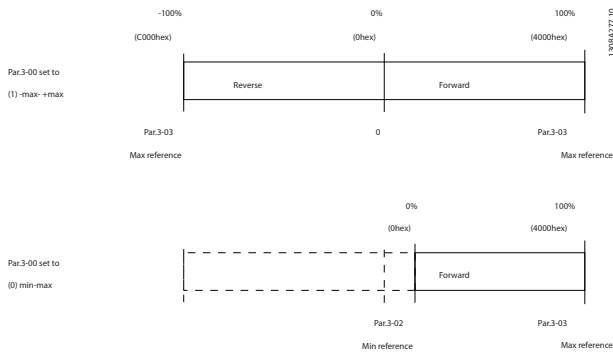 -100% 0% 100%
(C000hex) (0hex) (4000hex)
130BA277.10
Par.3-00 set to
(1) -max- +max
Reverse Forward
Par.3-03 0 Par.3-03
Max reference Max reference
0% 100%
(0hex) (4000hex)
Par.3-00 set to
(0) min-max
Forward
Par.3-02 Par.3-03
Min reference Max reference